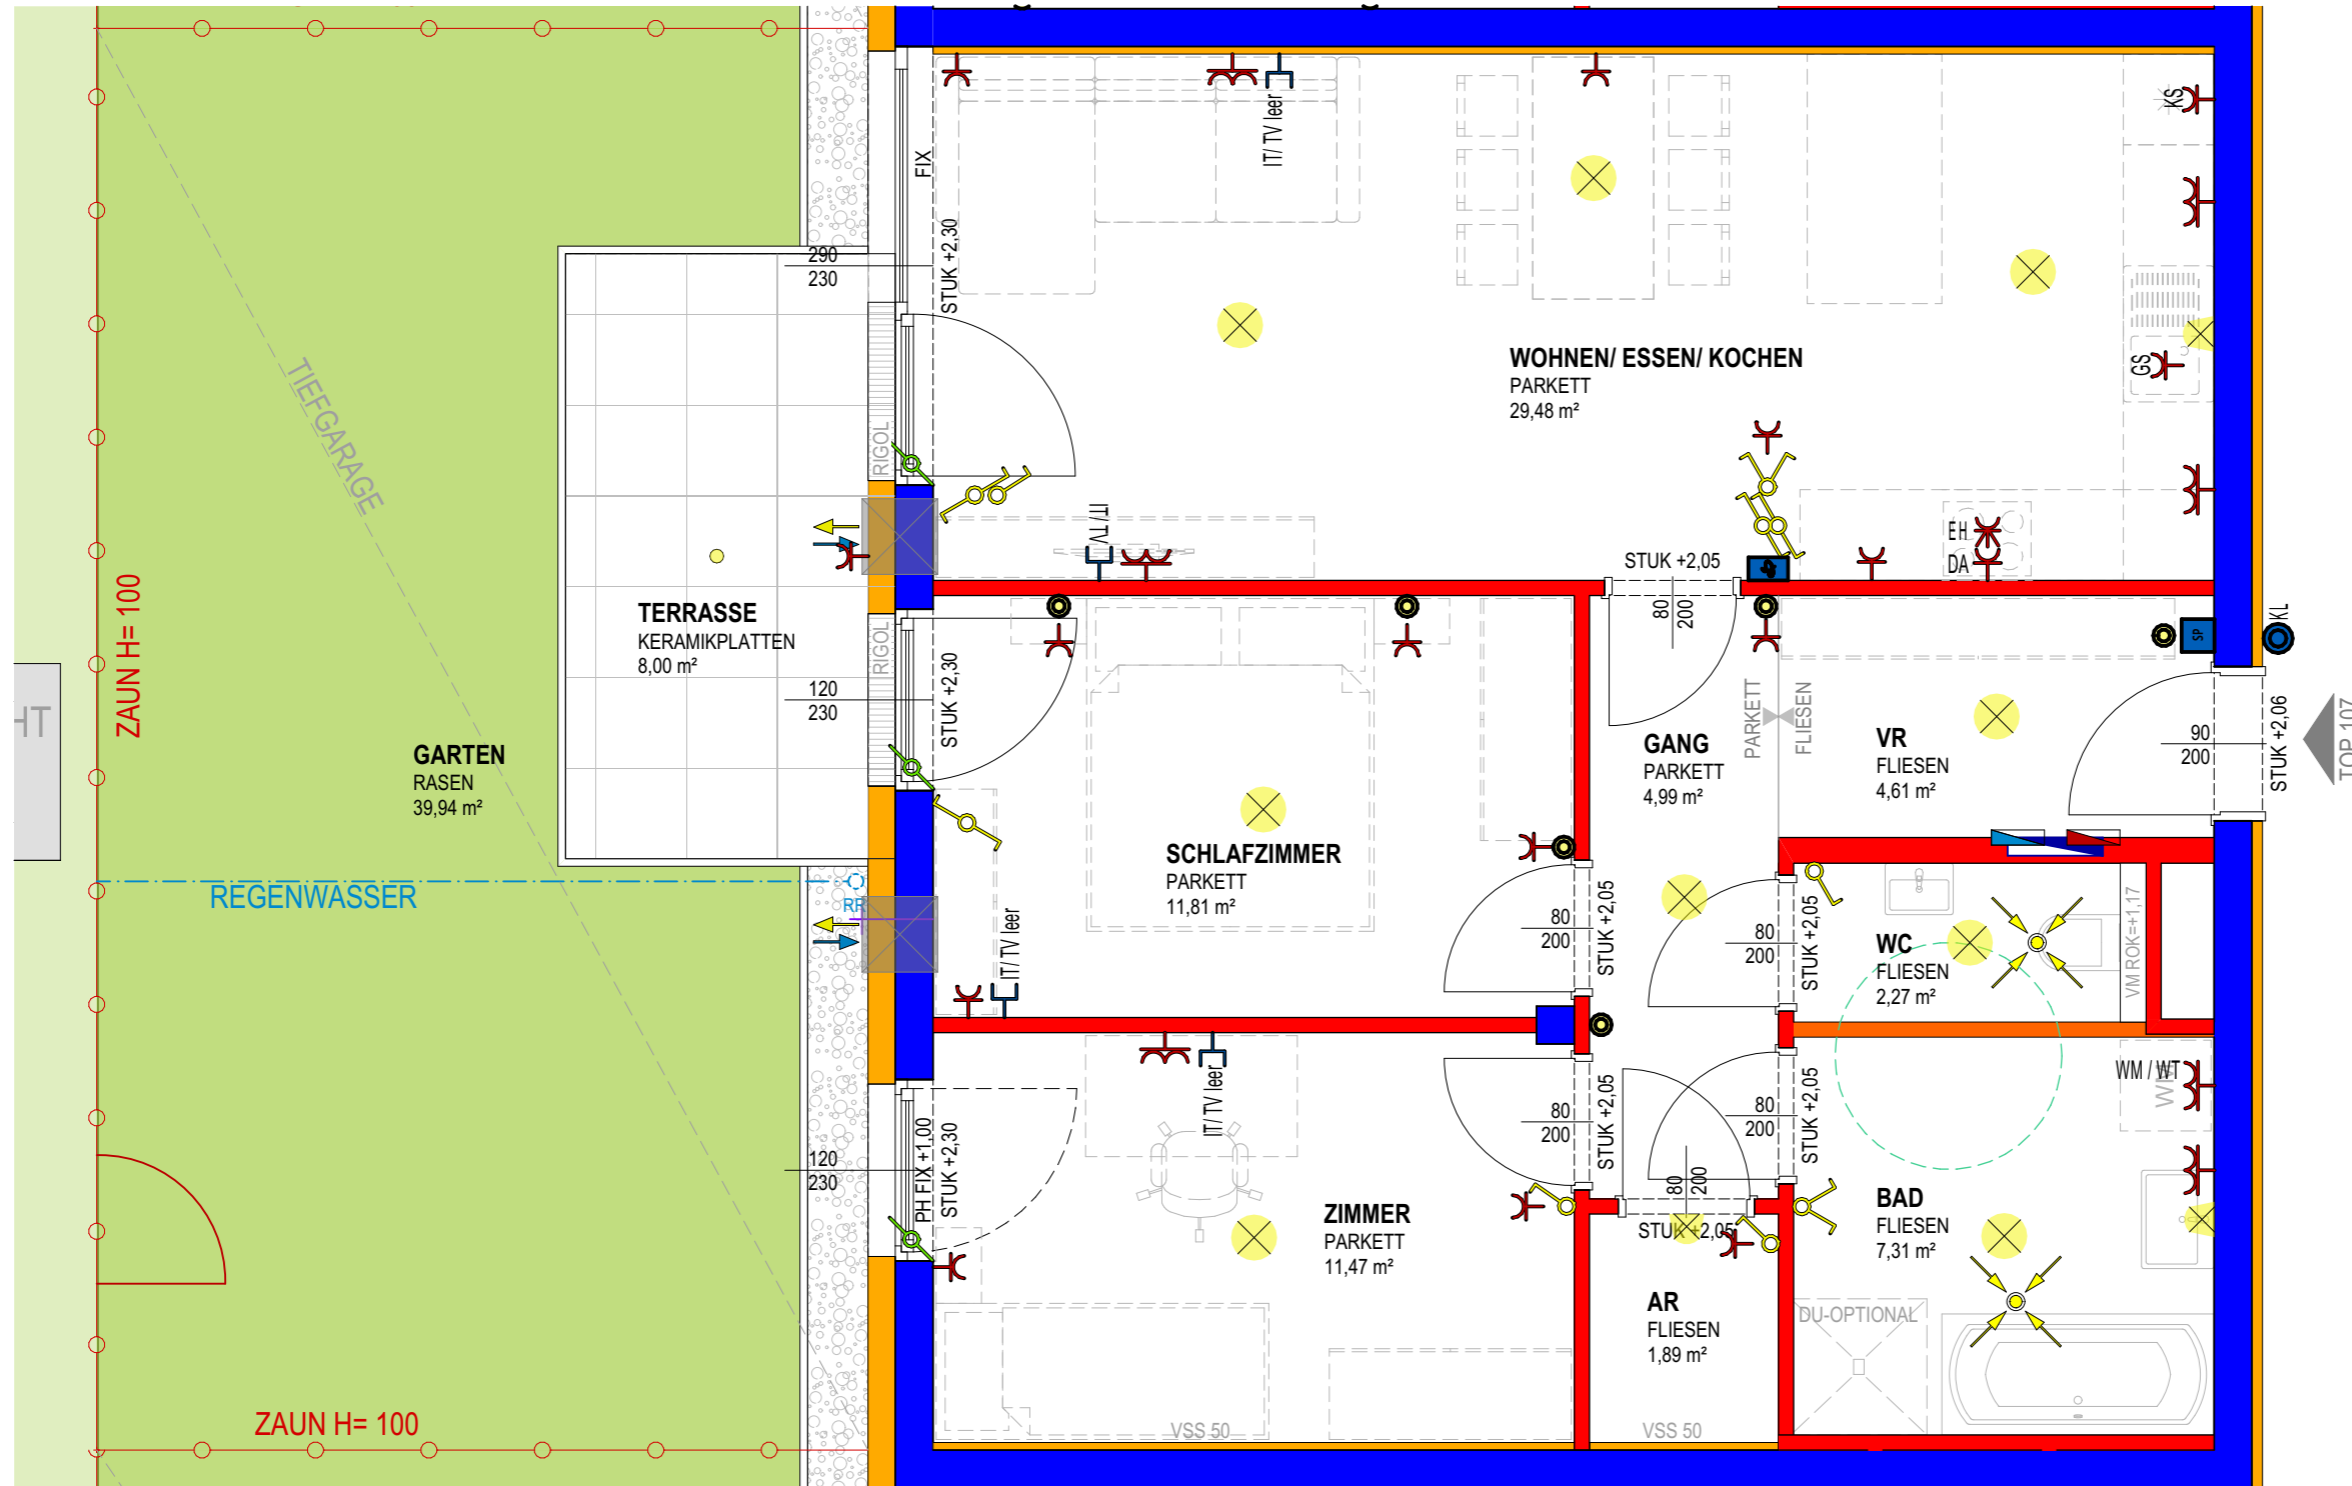 ZAUN H= 100
TIEFGARAGE
HT
GARTEN
RASEN
39,94 m²
REGENWASSER
RR
ZAUN H= 100
TERRASSE
KERAMIKPLATTEN
8,00 m²
RIGOL
RIGOL
290
230
FIX
STUK +2,30
120
230
STUK +2,30
120
230
PH FIX +1,00
STUK +2,30
IT/ TV leer
WOHNEN/ ESSEN/ KOCHEN
PARKETT
29,48 m²
KS
GS
EH
DA
IT/ TV
STUK +2,05
80
200
SCHLAFZIMMER
PARKETT
11,81 m²
IT/ TV leer
80
200
STUK +2,05
GANG
PARKETT
4,99 m²
PARKETT
FLIESEN
VR
FLIESEN
4,61 m²
SP
KL
90
200
STUK +2,06
TOP 107
WC
FLIESEN
2,27 m²
VM ROK=+1,17
80
200
STUK +2,05
IT/ TV leer
ZIMMER
PARKETT
11,47 m²
VSS 50
80
200
STUK +2,05
80
200
STUK +2,05
80
200
STUK +2,05
AR
FLIESEN
1,89 m²
VSS 50
BAD
FLIESEN
7,31 m²
WM / WT
WM
DU-OPTIONAL